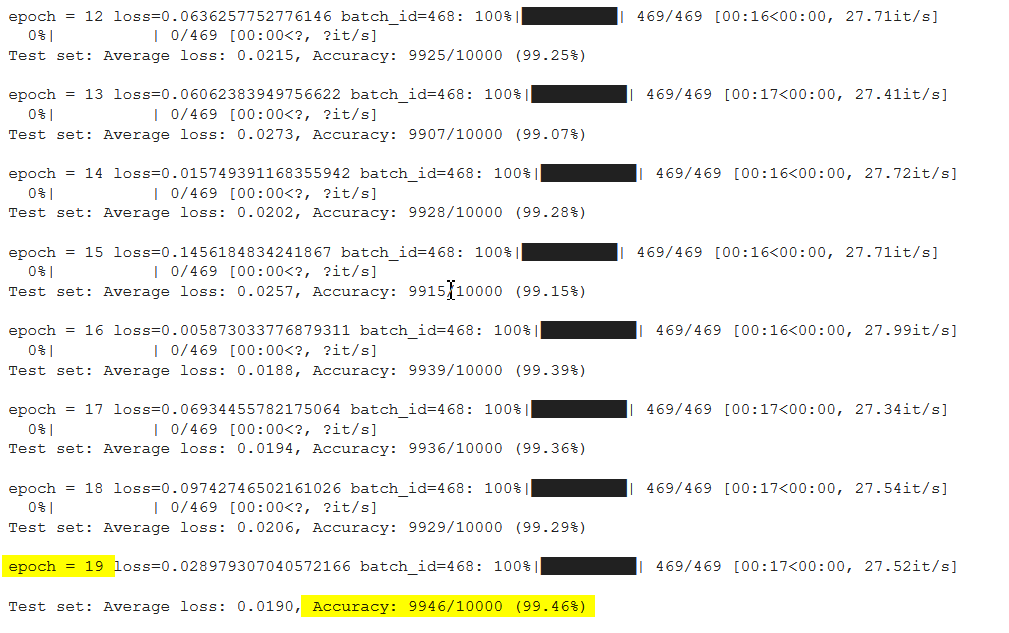 epoch = 12 loss=0.0636257752776146 batch_id=468: 100%|██████████| 469/469 [00:16<00:00, 27.71it/s]
0%| | 0/469 [00:00<?, ?it/s]
Test set: Average loss: 0.0215, Accuracy: 9925/10000 (99.25%)
epoch = 13 loss=0.06062383949756622 batch_id=468: 100%|██████████| 469/469 [00:17<00:00, 27.41it/s]
0%| | 0/469 [00:00<?, ?it/s]
Test set: Average loss: 0.0273, Accuracy: 9907/10000 (99.07%)
epoch = 14 loss=0.015749391168355942 batch_id=468: 100%|██████████| 469/469 [00:16<00:00, 27.72it/s]
0%| | 0/469 [00:00<?, ?it/s]
Test set: Average loss: 0.0202, Accuracy: 9928/10000 (99.28%)
epoch = 15 loss=0.1456184834241867 batch_id=468: 100%|██████████| 469/469 [00:16<00:00, 27.71it/s]
0%| | 0/469 [00:00<?, ?it/s]
Test set: Average loss: 0.0257, Accuracy: 9915/10000 (99.15%)
epoch = 16 loss=0.005873033776879311 batch_id=468: 100%|██████████| 469/469 [00:16<00:00, 27.99it/s]
0%| | 0/469 [00:00<?, ?it/s]
Test set: Average loss: 0.0188, Accuracy: 9939/10000 (99.39%)
epoch = 17 loss=0.06934455782175064 batch_id=468: 100%|██████████| 469/469 [00:17<00:00, 27.34it/s]
0%| | 0/469 [00:00<?, ?it/s]
Test set: Average loss: 0.0194, Accuracy: 9936/10000 (99.36%)
epoch = 18 loss=0.09742746502161026 batch_id=468: 100%|██████████| 469/469 [00:17<00:00, 27.54it/s]
0%| | 0/469 [00:00<?, ?it/s]
Test set: Average loss: 0.0206, Accuracy: 9929/10000 (99.29%)
epoch = 19 loss=0.028979307040572166 batch_id=468: 100%|██████████| 469/469 [00:17<00:00, 27.52it/s]
Test set: Average loss: 0.0190, Accuracy: 9946/10000 (99.46%)